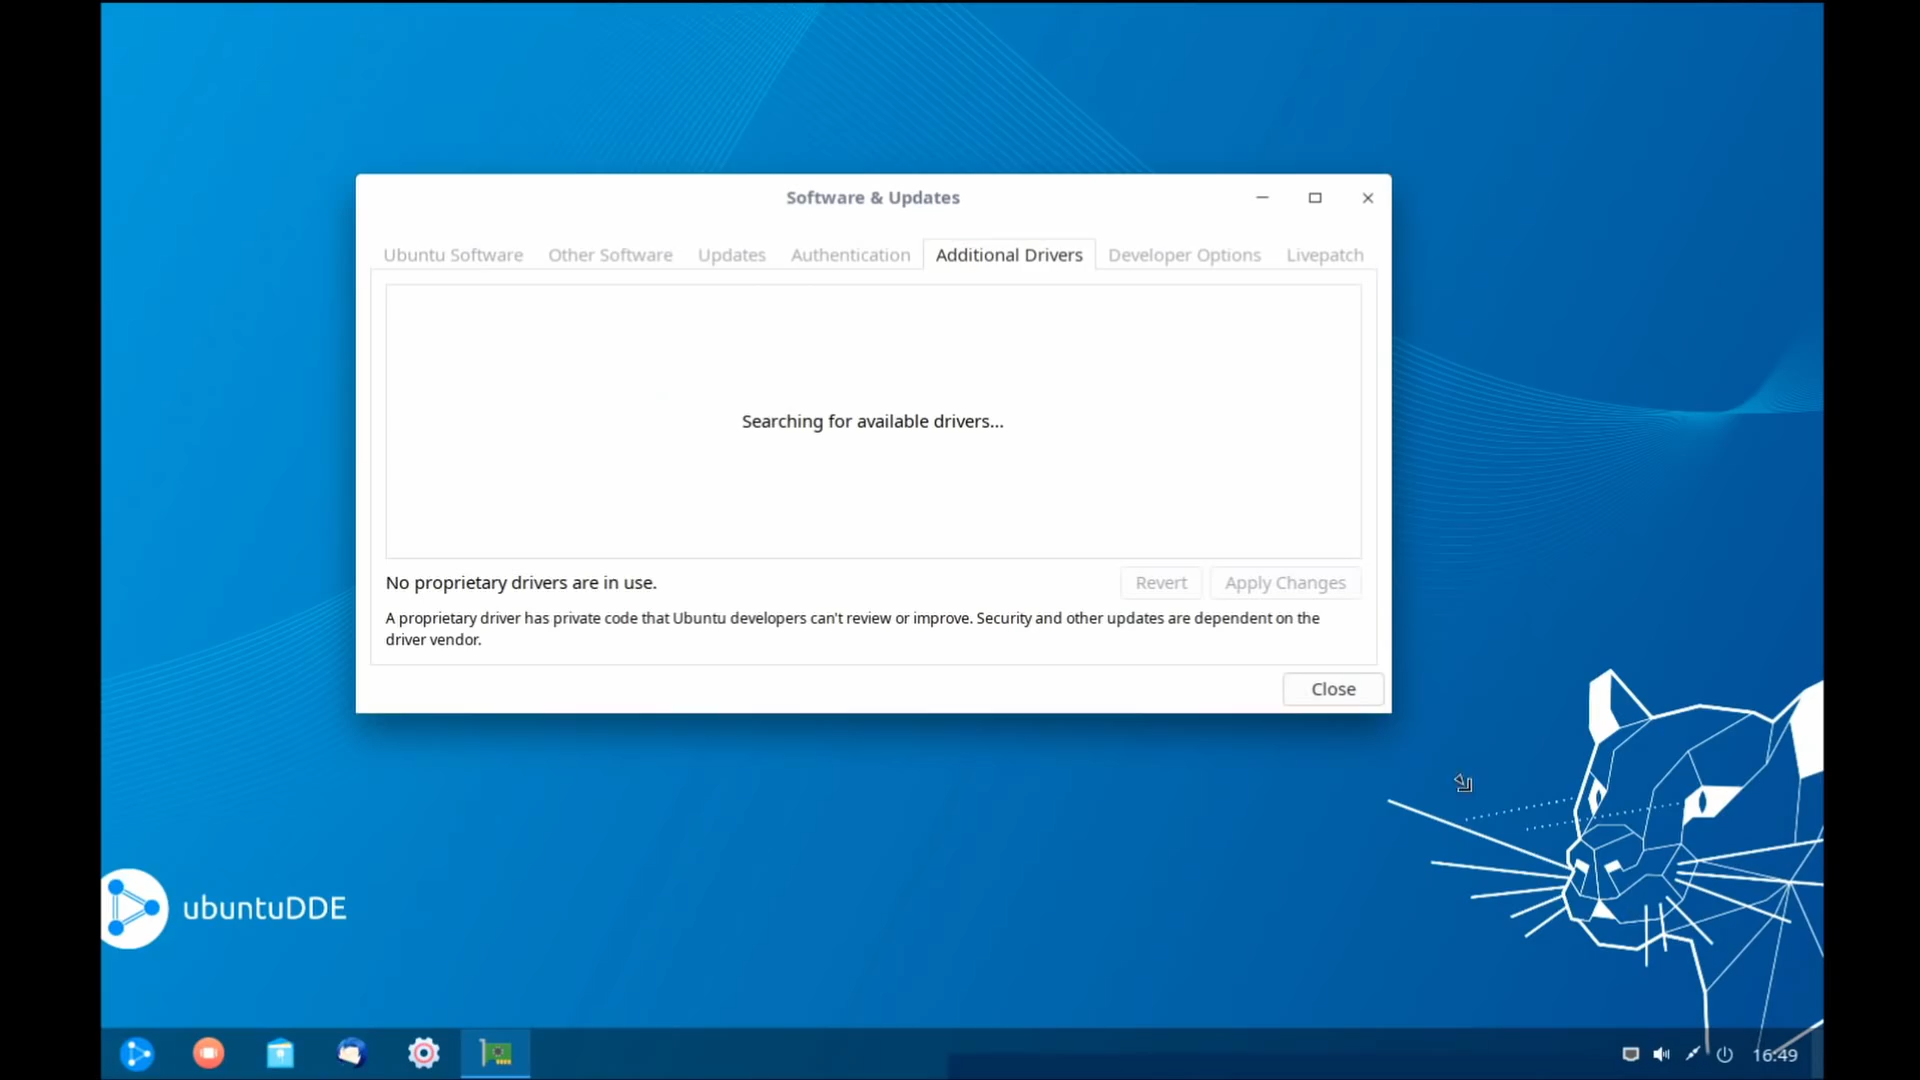 Software & Updates
Ubuntu Software Other Software Updates Authentication Additional Drivers Developer Options Livepatch
Searching for available drivers...
No proprietary drivers are in use. Revert Apply Changes
A proprietary driver has private code that Ubuntu developers can't review or improve. Security and other updates are dependent on the
driver vendor.
Close
ubuntuDDE
16:49